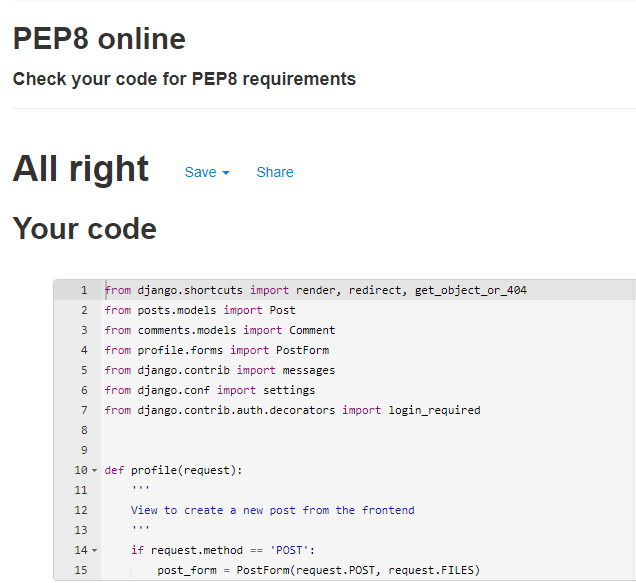 PEP8 online
Check your code for PEP8 requirements
All right Save Share
Your code
1 from django.shortcuts import render, redirect, get_object_or_404
2 from posts.models import Post
3 from comments.models import Comment
4 from profile.forms import PostForm
5 from django.contrib import messages
6 from django.conf import settings
7 from django.contrib.auth.decorators import login_required
8
9
10 def profile(request):
11     '''
12     View to create a new post from the frontend
13     '''
14     if request.method == 'POST':
15         post_form = PostForm(request.POST, request.FILES)